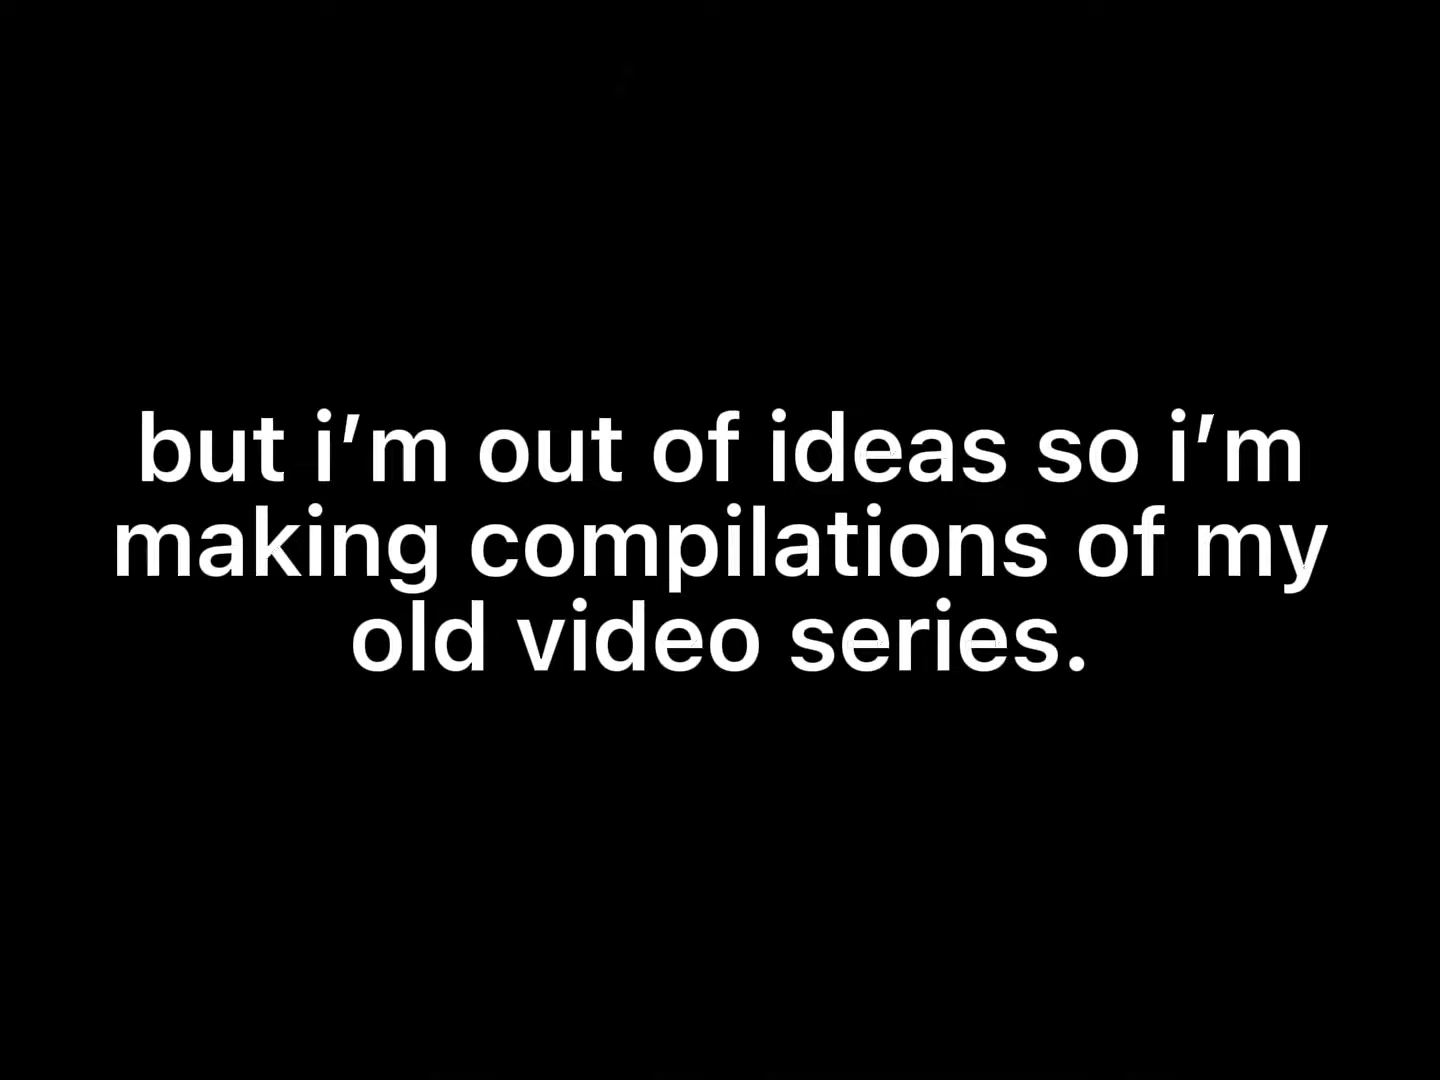 but i’m out of ideas so i’m
making compilations of my
old video series.